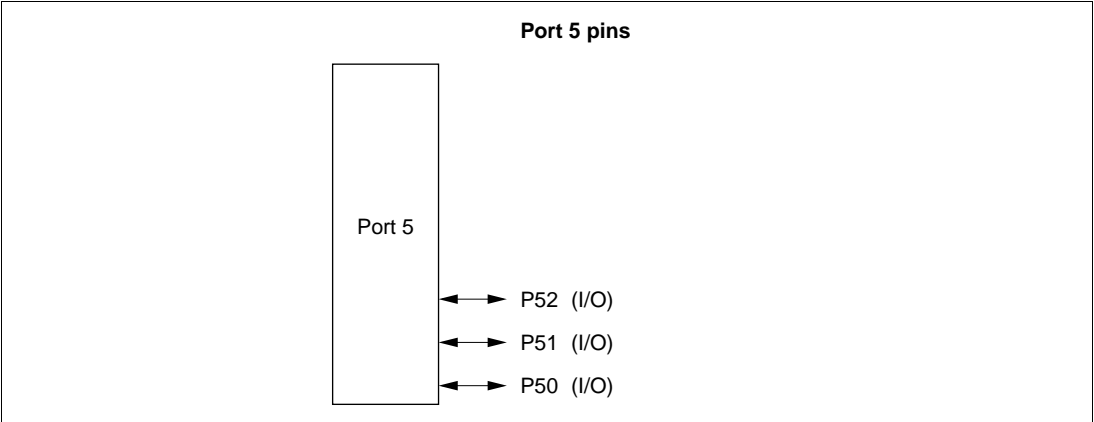 Port 5 pins
Port 5
P52 (I/O)
P51 (I/O)
P50 (I/O)